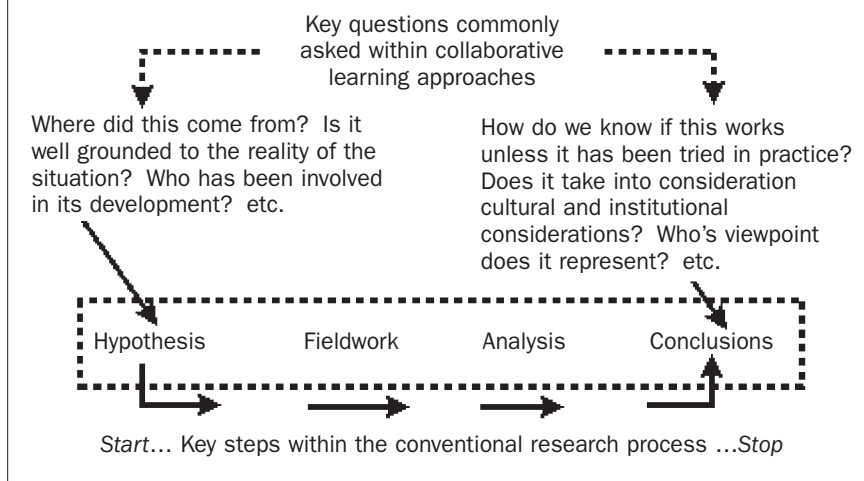 Key questions commonly
asked within collaborative
learning approaches
Where did this come from? Is it
well grounded to the reality of the
situation? Who has been involved
in its development? etc.
How do we know if this works
unless it has been tried in practice?
Does it take into consideration
cultural and institutional
considerations? Who's viewpoint
does it represent? etc.
Hypothesis Fieldwork Analysis Conclusions
Start... Key steps within the conventional research process ...Stop